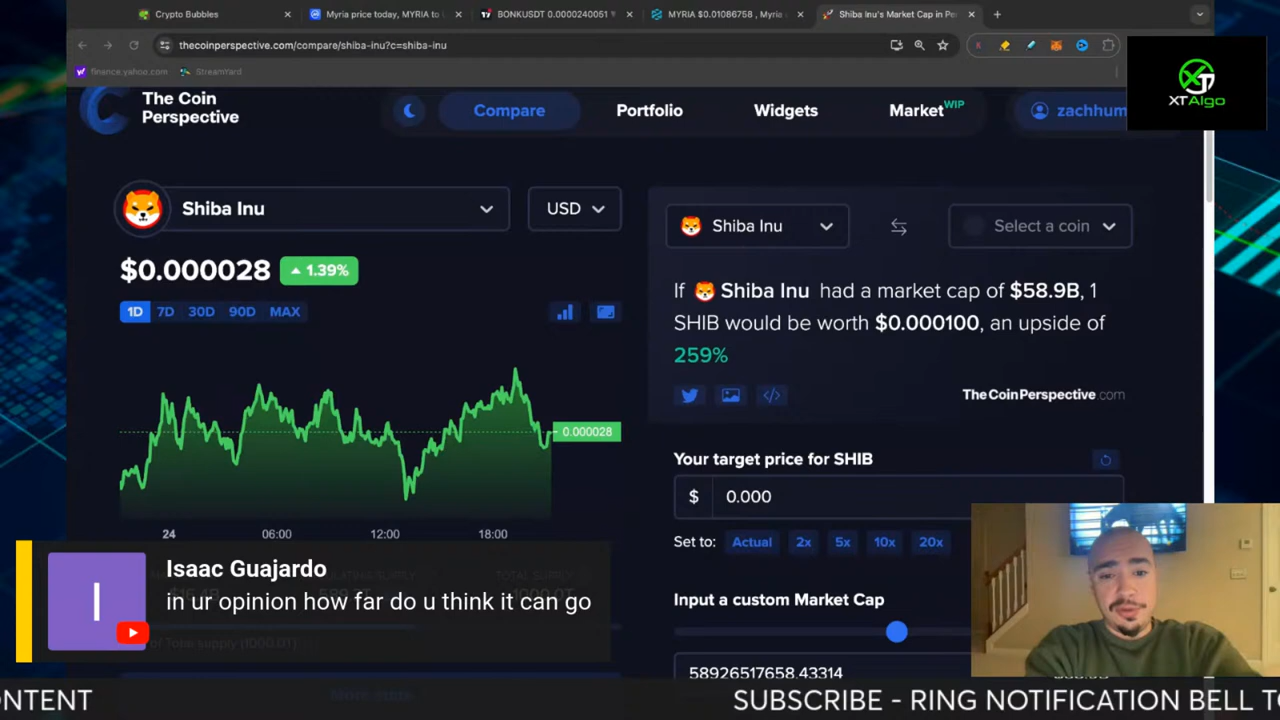 Crypto Bubbles
Myria price today, MYRIA to
BONKUSDT 0.0000240051
MYRIA $0.01086758 , Myria
Shiba Inu's Market Cap in Pe
thecoinperspective.com/compare/shiba-inu?c=shiba-inu
finance.yahoo.com
StreamYard
XT
XTAlgo
The Coin
Perspective
Compare
Portfolio
Widgets
Market WIP
zachhum
Shiba Inu
USD
$0.000028
1.39%
1D 7D 30D 90D MAX
0.000028
24 06:00 12:00 18:00
Shiba Inu
Select a coin
If Shiba Inu had a market cap of $58.9B, 1
SHIB would be worth $0.000100, an upside of
259%
TheCoinPerspective.com
Your target price for SHIB
$ 0.000
Set to: Actual 2x 5x 10x 20x
Input a custom Market Cap
58926517658.43314
I
Isaac Guajardo
in ur opinion how far do u think it can go
ONTENT
SUBSCRIBE - RING NOTIFICATION BELL TO